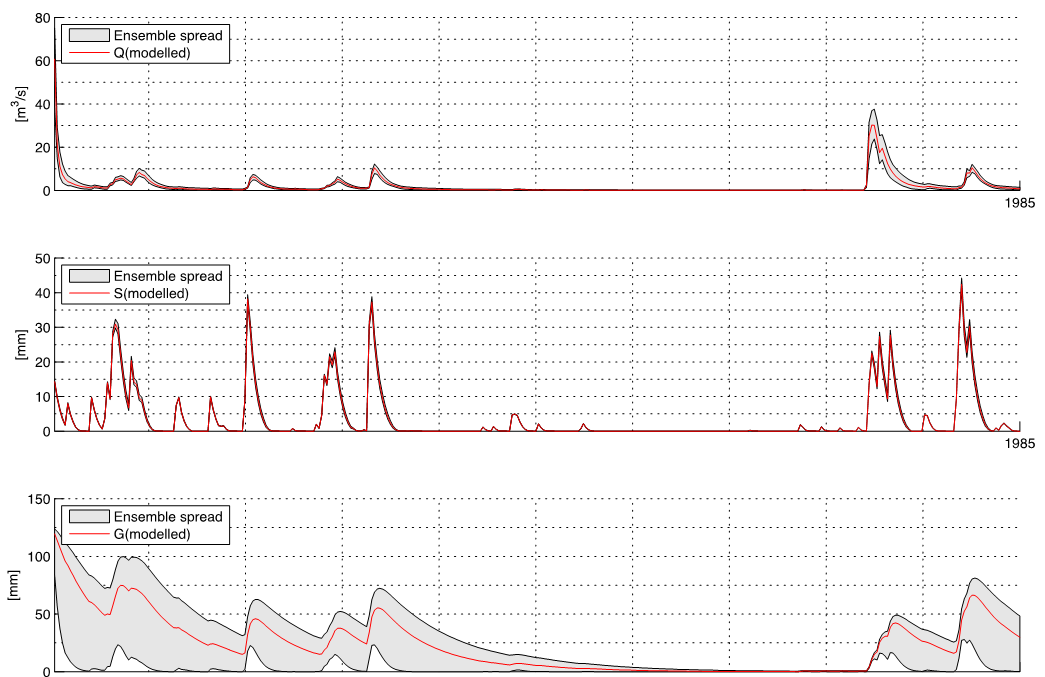 80
60
40
20
0
[m³/s]
Ensemble spread
Q(modelled)
1985
50
40
30
20
10
0
[mm]
Ensemble spread
S(modelled)
1985
150
100
50
0
[mm]
Ensemble spread
G(modelled)